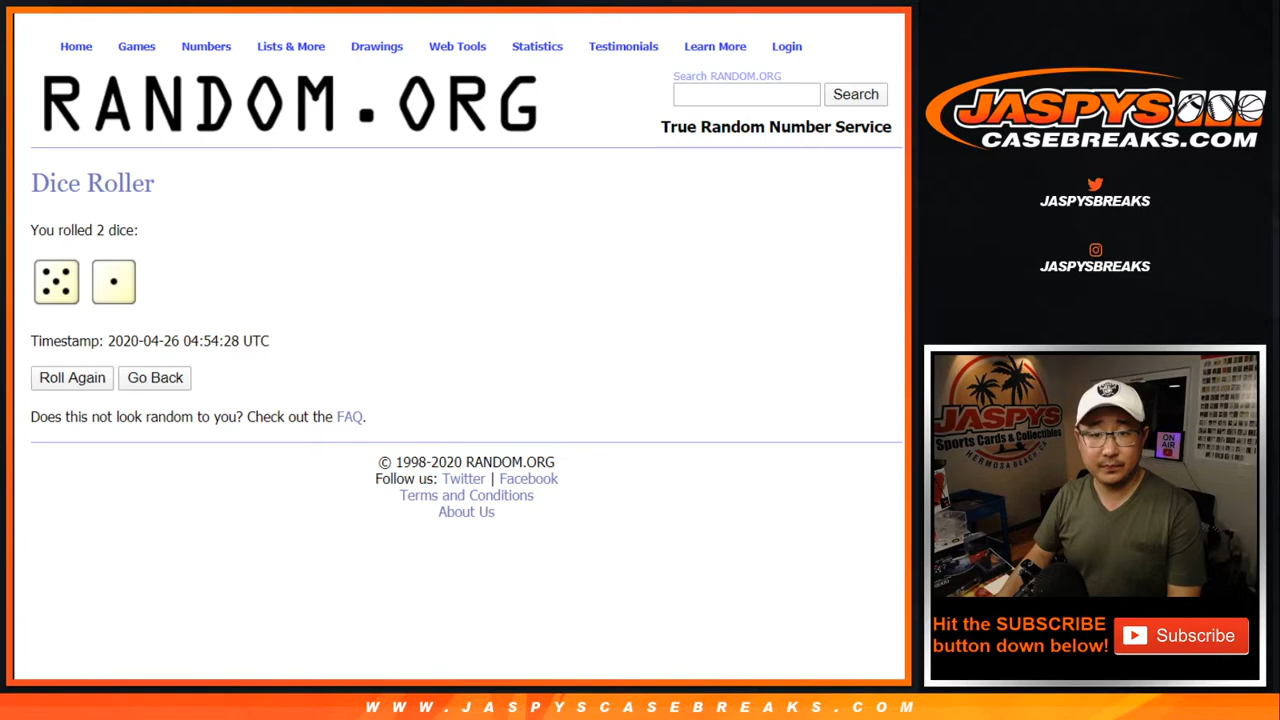 Home Games Numbers Lists & More Drawings Web Tools Statistics Testimonials Learn More Login
RANDOM.ORG
Search RANDOM.ORG
Search
True Random Number Service
Dice Roller
You rolled 2 dice:
Timestamp: 2020-04-26 04:54:28 UTC
Roll Again Go Back
Does this not look random to you? Check out the FAQ.
© 1998-2020 RANDOM.ORG
Follow us: Twitter | Facebook
Terms and Conditions
About Us
JASPYS
CASEBREAKS.COM
JASPYSBREAKS
JASPYSBREAKS
JASPYS
Sports Cards & Collectibles
HERMOSA BEACH, CA
ON
AIR
Hit the SUBSCRIBE
button down below!
Subscribe
WWW.JASPYSCASEBREAKS.COM